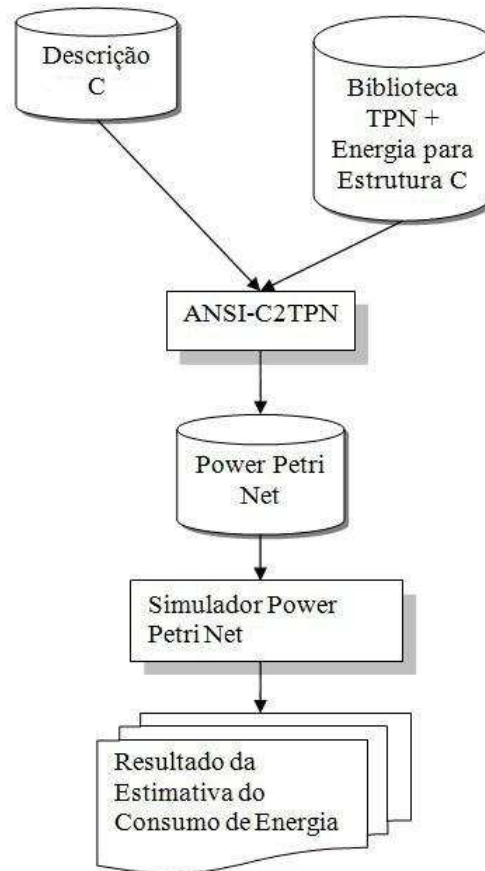 Descrição
C
Biblioteca
TPN +
Energia para
Estrutura C
ANSI-C2TPN
Power Petri
Net
Simulador Power
Petri Net
Resultado da
Estimativa do
Consumo de Energia